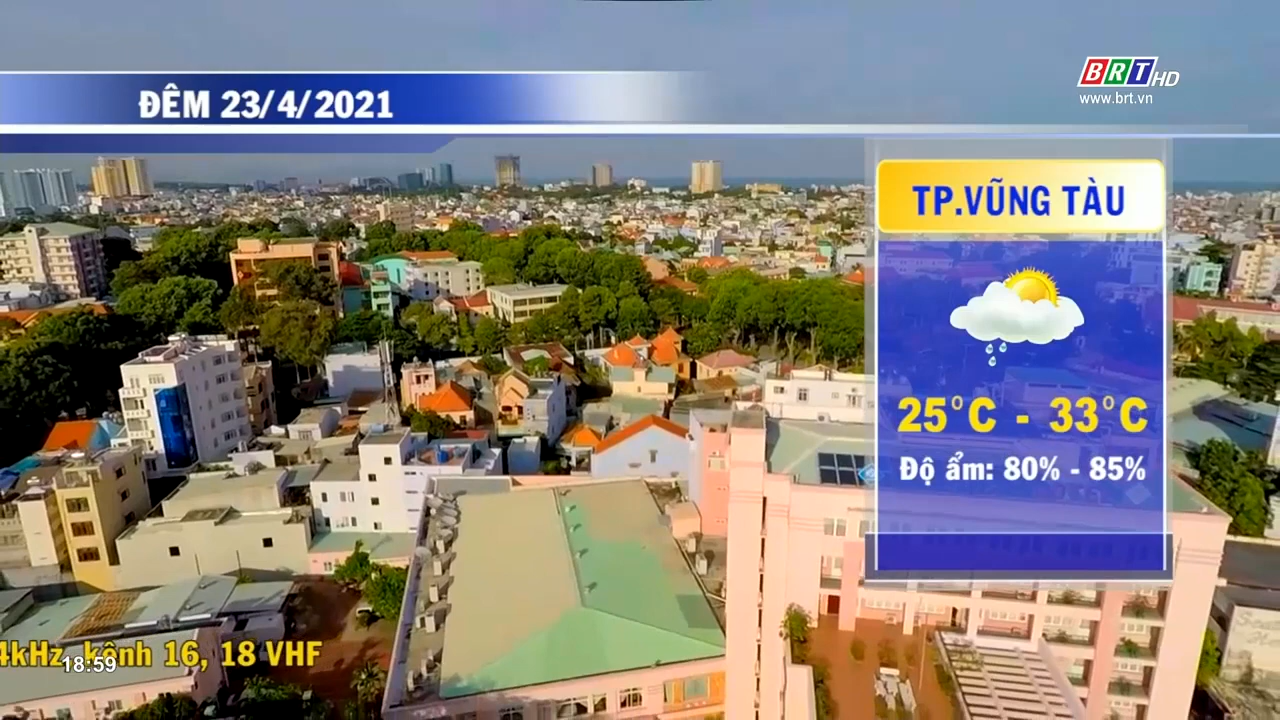 BRT HD
www.brt.vn
ĐÊM 23/4/2021
TP.VŨNG TÀU
25°C - 33°C
Độ ẩm: 80% - 85%
4kHz, kênh 16, 18 VHF
18:59